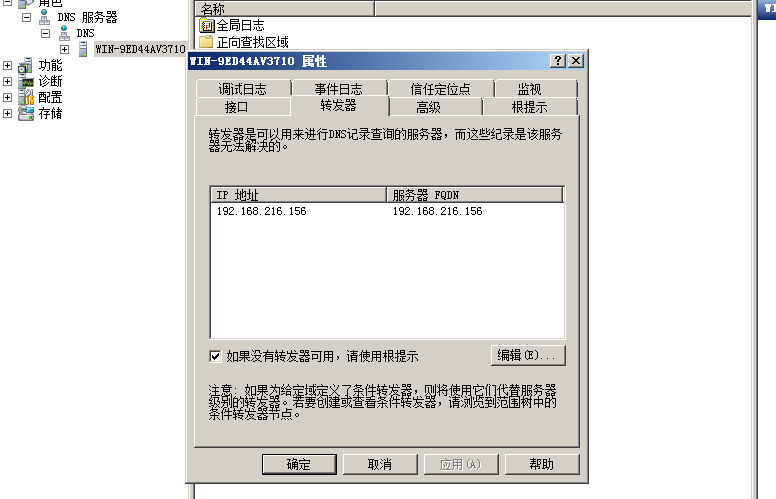 角色
DNS 服务器
DNS
WIN-9ED44AV3710
功能
诊断
配置
存储
名称
全局日志
正向查找区域
WIN-9ED44AV3710 属性
调试日志 事件日志 信任定位点 监视
接口 转发器 高级 根提示
转发器是可以用来进行DNS记录查询的服务器，而这些纪录是该服务
器无法解决的。
IP 地址 服务器 FQDN
192.168.216.156 192.168.216.156
如果没有转发器可用，请使用根提示
编辑(E)...
注意: 如果为给定域定义了条件转发器，则将使用它们代替服务器
级别的转发器。若要创建或查看条件转发器，请浏览到范围树中的
条件转发器节点。
确定 取消 应用(A) 帮助